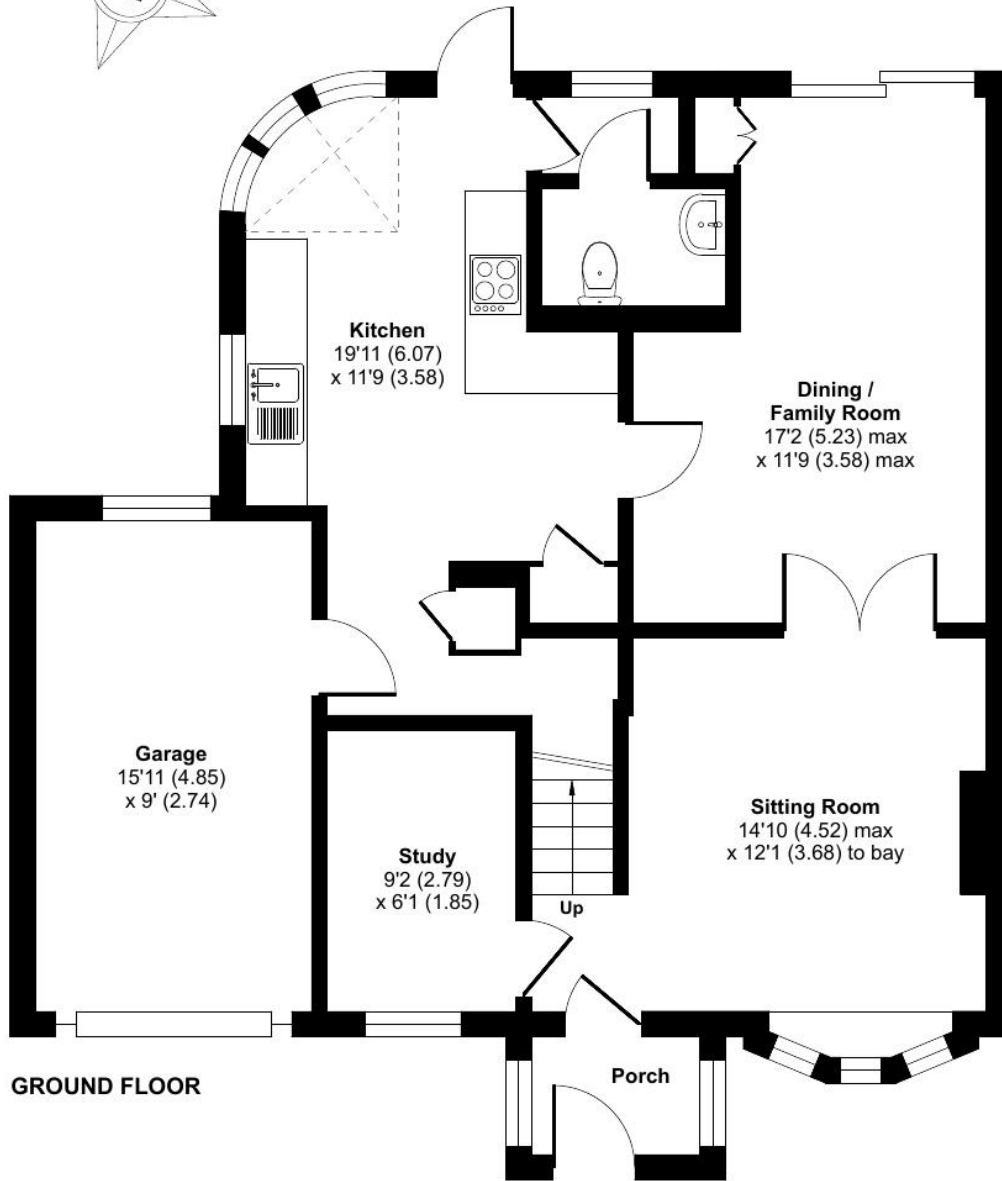 Kitchen
19'11 (6.07)
x 11'9 (3.58)
Dining /
Family Room
17'2 (5.23) max
x 11'9 (3.58) max
Garage
15'11 (4.85)
x 9' (2.74)
Sitting Room
14'10 (4.52) max
x 12'1 (3.68) to bay
Study
9'2 (2.79)
x 6'1 (1.85)
Up
Porch
GROUND FLOOR